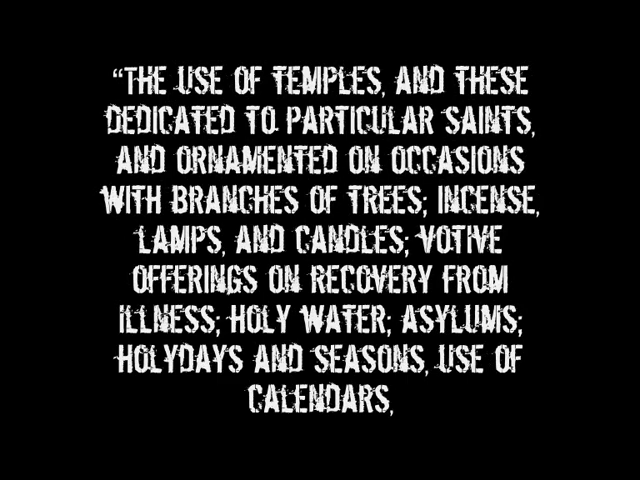 “THE USE OF TEMPLES, AND THESE
DEDICATED TO PARTICULAR SAINTS,
AND ORNAMENTED ON OCCASIONS
WITH BRANCHES OF TREES; INCENSE,
LAMPS, AND CANDLES; VOTIVE
OFFERINGS ON RECOVERY FROM
ILLNESS; HOLY WATER; ASYLUMS;
HOLYDAYS AND SEASONS, USE OF
CALENDARS,